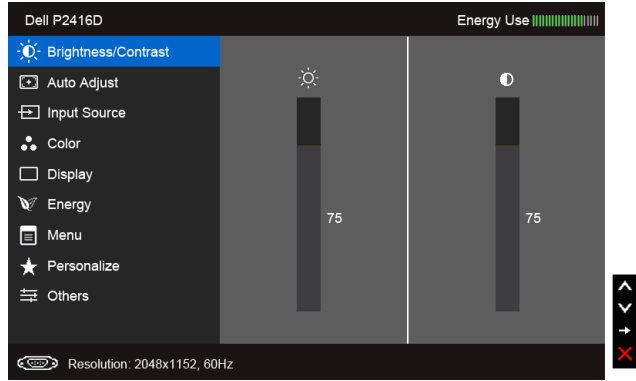 Dell P2416D
Energy Use
Brightness/Contrast
Auto Adjust
Input Source
Color
Display
Energy
Menu
Personalize
Others
75
75
Resolution: 2048x1152, 60Hz